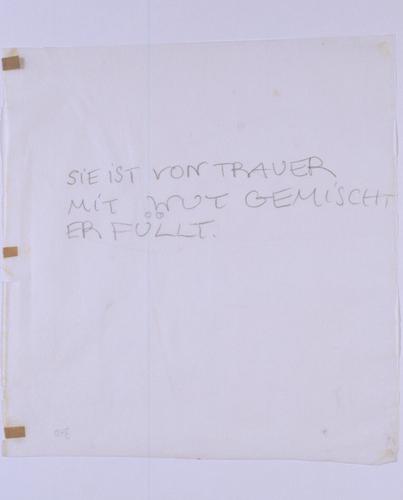 SiE iST VON TRAUER
MiT WUT GEMiSCHT
ERFÜLLT.